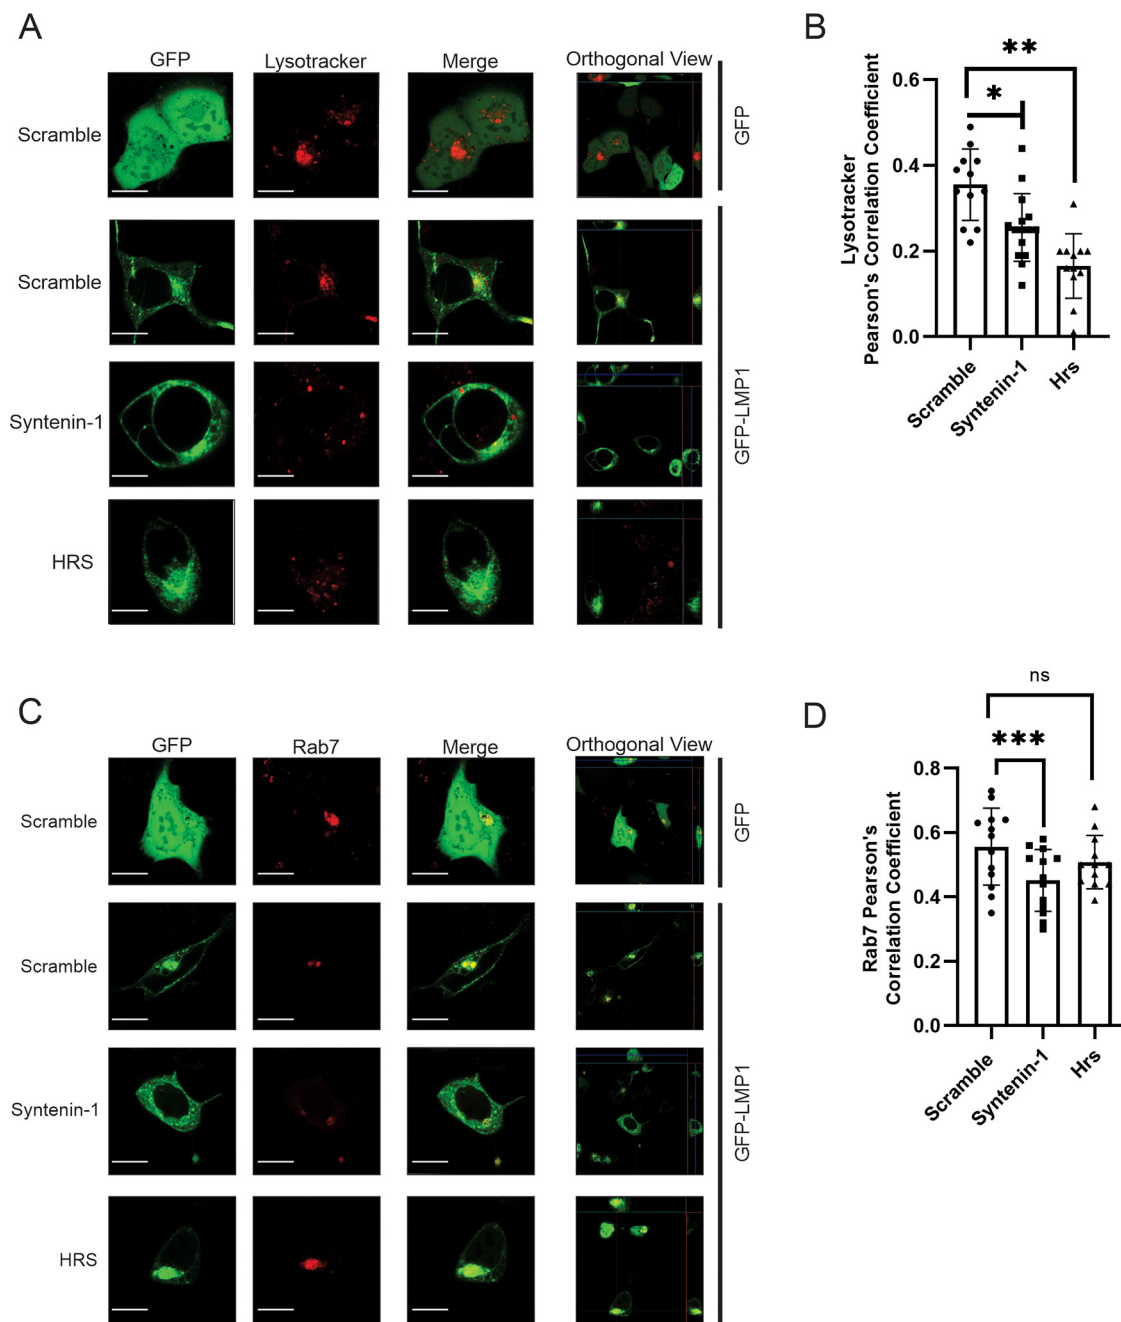 A
GFP
Lysotracker
Merge
Orthogonal View
Scramble
GFP
Scramble
Syntenin-1
HRS
GFP-LMP1
B
**
*
Lysotracker
Pearson's Correlation Coefficient
0.6
0.4
0.2
0.0
Scramble
Syntenin-1
Hrs
C
GFP
Rab7
Merge
Orthogonal View
Scramble
GFP
Scramble
Syntenin-1
HRS
GFP-LMP1
D
ns
***
Rab7 Pearson's
Correlation Coefficient
0.8
0.6
0.4
0.2
0.0
Scramble
Syntenin-1
Hrs